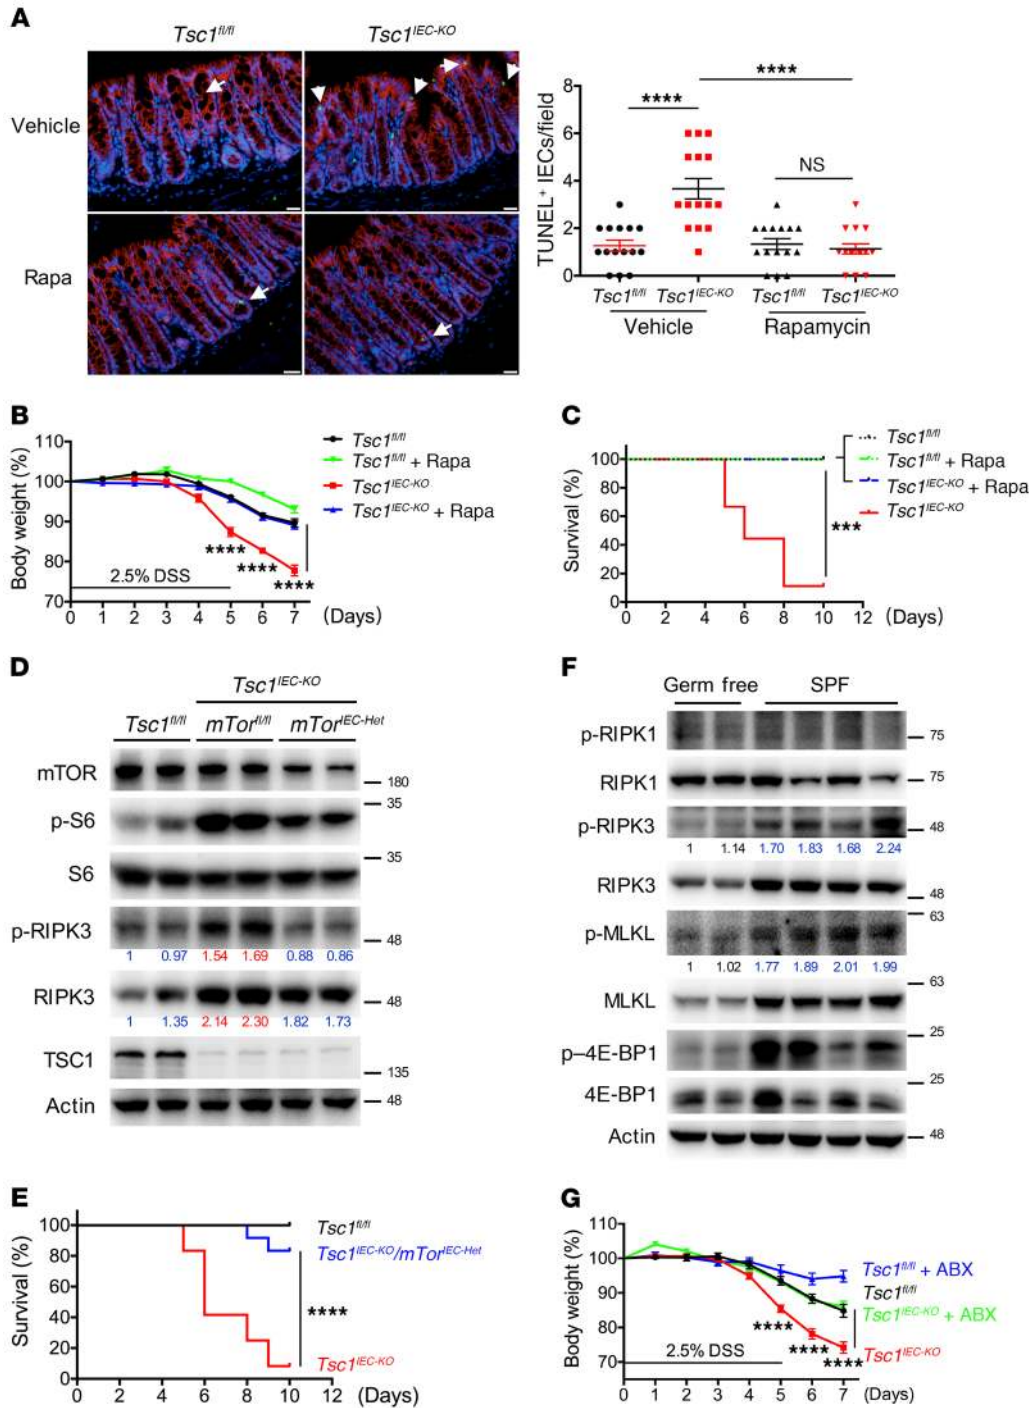 A
Tsc1fl/fl Tsc1IEC-KO
Vehicle
Rapa
TUNEL+ IECs/field
8
6
4
2
0
****
****
NS
Tsc1fl/fl Tsc1IEC-KO Tsc1fl/fl Tsc1IEC-KO
Vehicle Rapamycin
B
Body weight (%)
110
100
90
80
70
Tsc1fl/fl
Tsc1fl/fl + Rapa
Tsc1IEC-KO
Tsc1IEC-KO + Rapa
****
****
****
2.5% DSS
0 1 2 3 4 5 6 7 (Days)
C
Survival (%)
100
80
60
40
20
0
Tsc1fl/fl
Tsc1fl/fl + Rapa
Tsc1IEC-KO + Rapa
Tsc1IEC-KO
***
0 2 4 6 8 10 12 (Days)
D
Tsc1IEC-KO
Tsc1fl/fl mTorfl/fl mTorIEC-Het
mTOR 180
p-S6 35
S6 35
p-RIPK3 48
1 0.97 1.54 1.69 0.88 0.86
RIPK3 48
1 1.35 2.14 2.30 1.82 1.73
TSC1 135
Actin 48
F
Germ free SPF
p-RIPK1 75
RIPK1 75
p-RIPK3 48
1 1.14 1.70 1.83 1.68 2.24
RIPK3 48
p-MLKL 63
1 1.02 1.77 1.89 2.01 1.99
MLKL 63
p–4E-BP1 25
4E-BP1 25
Actin 48
E
Survival (%)
100
80
60
40
20
0
Tsc1fl/fl
Tsc1IEC-KO/mTorIEC-Het
****
Tsc1IEC-KO
0 2 4 6 8 10 12 (Days)
G
Body weight (%)
110
100
90
80
70
Tsc1fl/fl + ABX
Tsc1fl/fl
Tsc1IEC-KO + ABX
Tsc1IEC-KO
****
****
****
2.5% DSS
0 1 2 3 4 5 6 7 (Days)